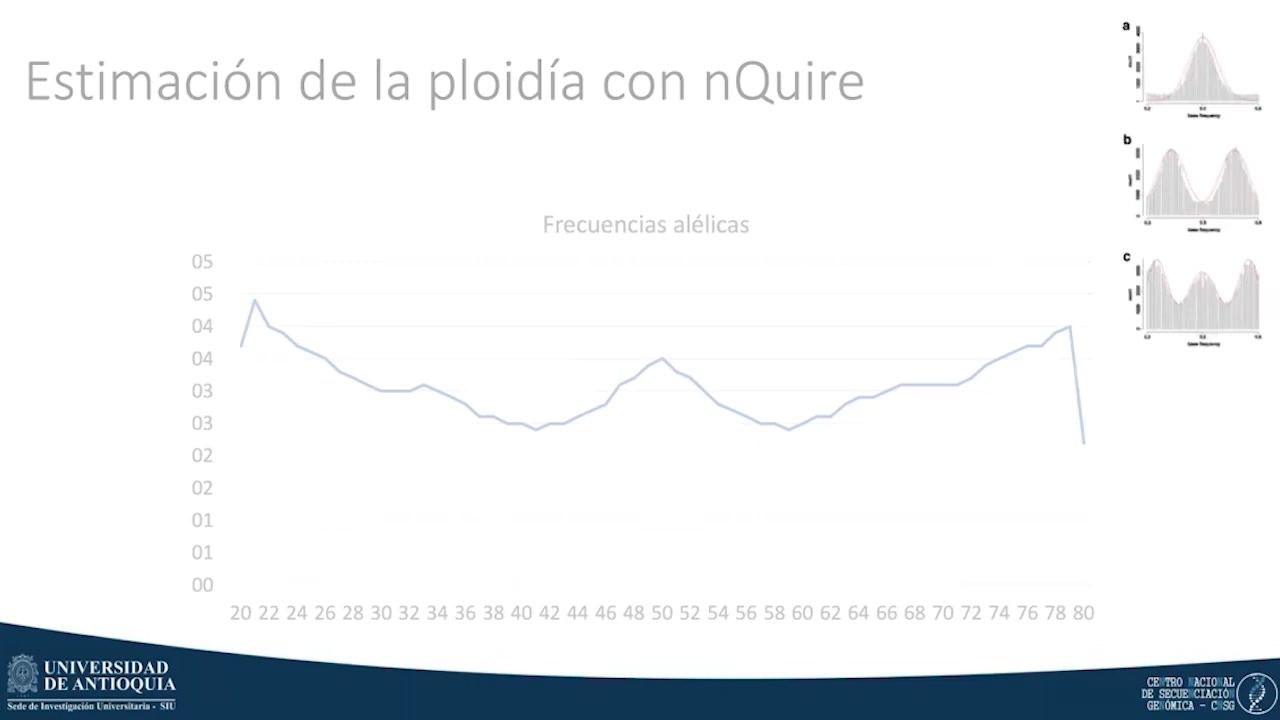 Estimación de la ploidía con nQuire
a
b
c
Frecuencias alélicas
05
05
04
04
03
03
02
02
01
01
00
20 22 24 26 28 30 32 34 36 38 40 42 44 46 48 50 52 54 56 58 60 62 64 66 68 70 72 74 76 78 80
UNIVERSIDAD
DE ANTIOQUIA
Sede de Investigación Universitaria - SIU
CENTRO NACIONAL
DE SECUENCIACIÓN
GENÓMICA - CNSG